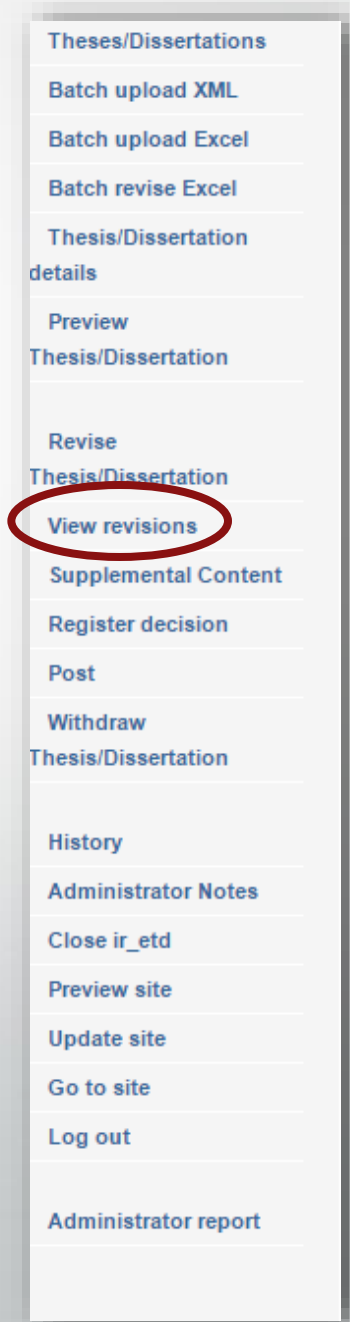 Theses/Dissertations
Batch upload XML
Batch upload Excel
Batch revise Excel
Thesis/Dissertation
details
Preview
Thesis/Dissertation
Revise
Thesis/Dissertation
View revisions
Supplemental Content
Register decision
Post
Withdraw
Thesis/Dissertation
History
Administrator Notes
Close ir_etd
Preview site
Update site
Go to site
Log out
Administrator report